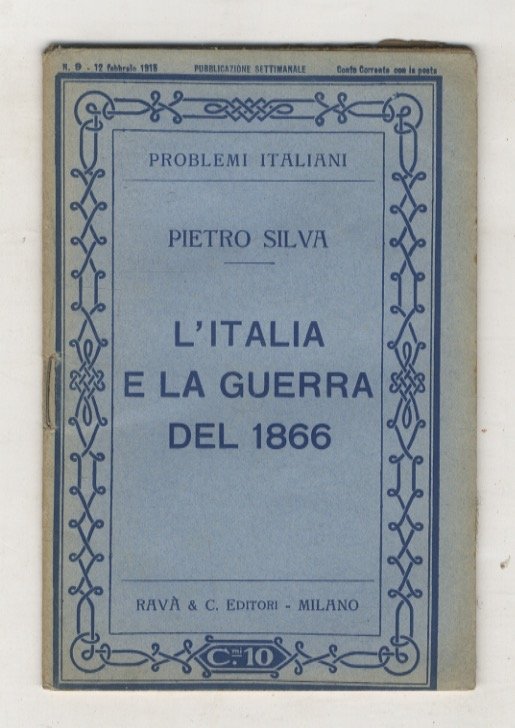 N. 9 - 12 febbraio 1915 PUBBLICAZIONE SETTIMANALE Conto Corrente con la posta
PROBLEMI ITALIANI
PIETRO SILVA
L'ITALIA
E LA GUERRA
DEL 1866
RAVÀ & C. EDITORI - MILANO
C.mi 10